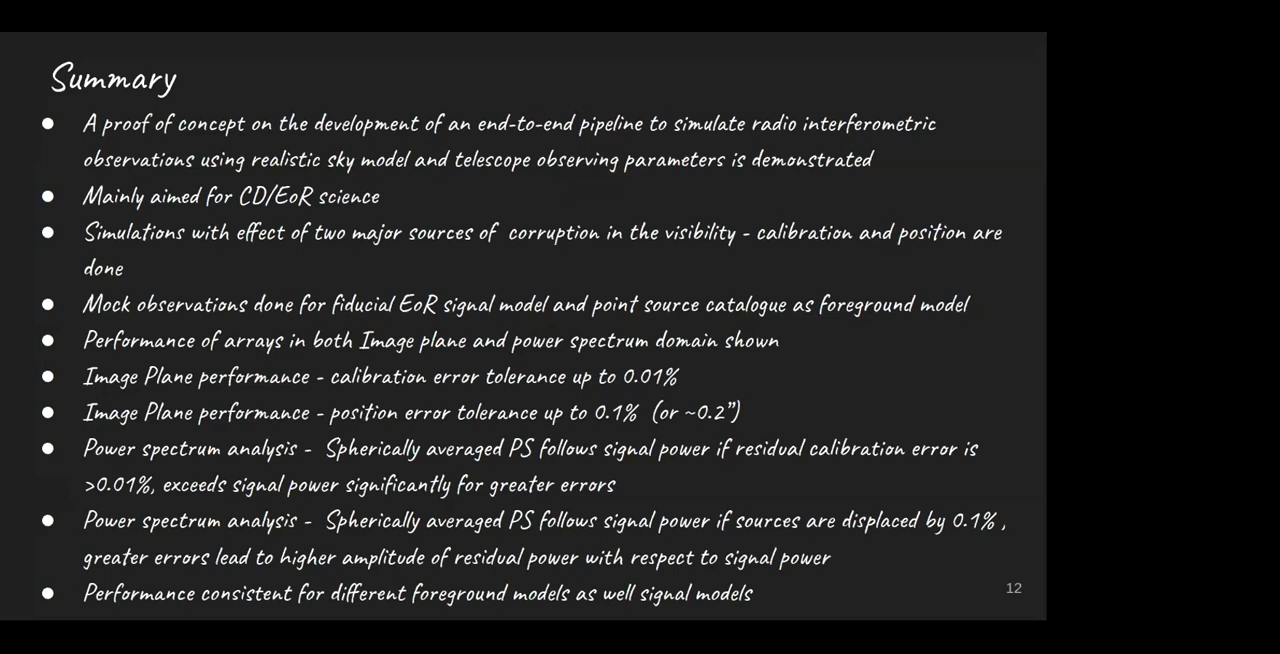 Summary
● A proof of concept on the development of an end-to-end pipeline to simulate radio interferometric
observations using realistic sky model and telescope observing parameters is demonstrated
● Mainly aimed for CD/EoR science
● Simulations with effect of two major sources of corruption in the visibility - calibration and position are
done
● Mock observations done for fiducial EoR signal model and point source catalogue as foreground model
● Performance of arrays in both Image plane and power spectrum domain shown
● Image Plane performance - calibration error tolerance up to 0.01%
● Image Plane performance - position error tolerance up to 0.1% (or ~0.2”)
● Power spectrum analysis - Spherically averaged PS follows signal power if residual calibration error is
>0.01%, exceeds signal power significantly for greater errors
● Power spectrum analysis - Spherically averaged PS follows signal power if sources are displaced by 0.1% ,
greater errors lead to higher amplitude of residual power with respect to signal power
● Performance consistent for different foreground models as well signal models
12